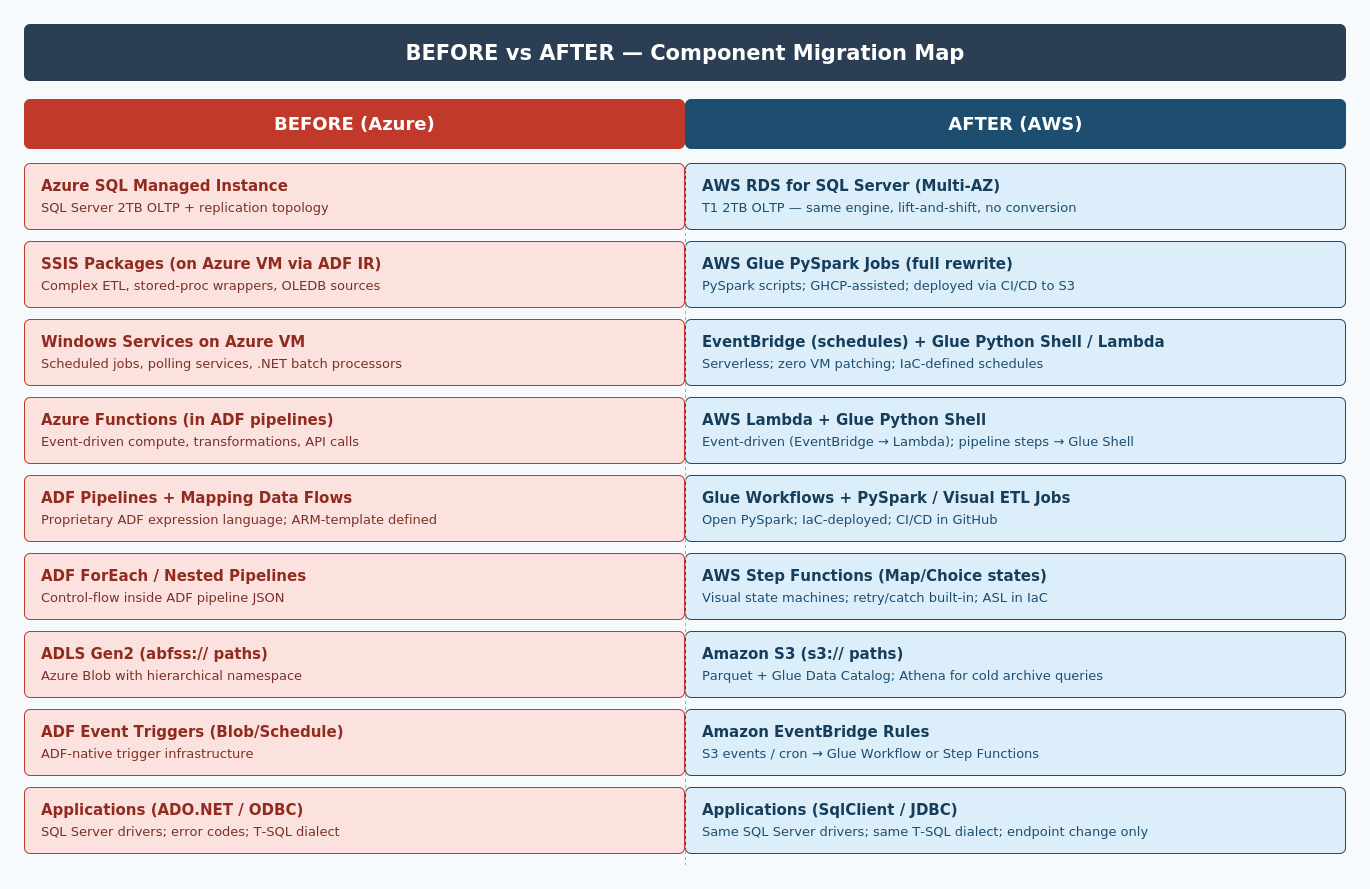 BEFORE vs AFTER — Component Migration Map
BEFORE (Azure)
AFTER (AWS)
Azure SQL Managed Instance
SQL Server 2TB OLTP + replication topology
AWS RDS for SQL Server (Multi-AZ)
T1 2TB OLTP — same engine, lift-and-shift, no conversion
SSIS Packages (on Azure VM via ADF IR)
Complex ETL, stored-proc wrappers, OLEDB sources
AWS Glue PySpark Jobs (full rewrite)
PySpark scripts; GHCP-assisted; deployed via CI/CD to S3
Windows Services on Azure VM
Scheduled jobs, polling services, .NET batch processors
EventBridge (schedules) + Glue Python Shell / Lambda
Serverless; zero VM patching; IaC-defined schedules
Azure Functions (in ADF pipelines)
Event-driven compute, transformations, API calls
AWS Lambda + Glue Python Shell
Event-driven (EventBridge → Lambda); pipeline steps → Glue Shell
ADF Pipelines + Mapping Data Flows
Proprietary ADF expression language; ARM-template defined
Glue Workflows + PySpark / Visual ETL Jobs
Open PySpark; IaC-deployed; CI/CD in GitHub
ADF ForEach / Nested Pipelines
Control-flow inside ADF pipeline JSON
AWS Step Functions (Map/Choice states)
Visual state machines; retry/catch built-in; ASL in IaC
ADLS Gen2 (abfss:// paths)
Azure Blob with hierarchical namespace
Amazon S3 (s3:// paths)
Parquet + Glue Data Catalog; Athena for cold archive queries
ADF Event Triggers (Blob/Schedule)
ADF-native trigger infrastructure
Amazon EventBridge Rules
S3 events / cron → Glue Workflow or Step Functions
Applications (ADO.NET / ODBC)
SQL Server drivers; error codes; T-SQL dialect
Applications (SqlClient / JDBC)
Same SQL Server drivers; same T-SQL dialect; endpoint change only